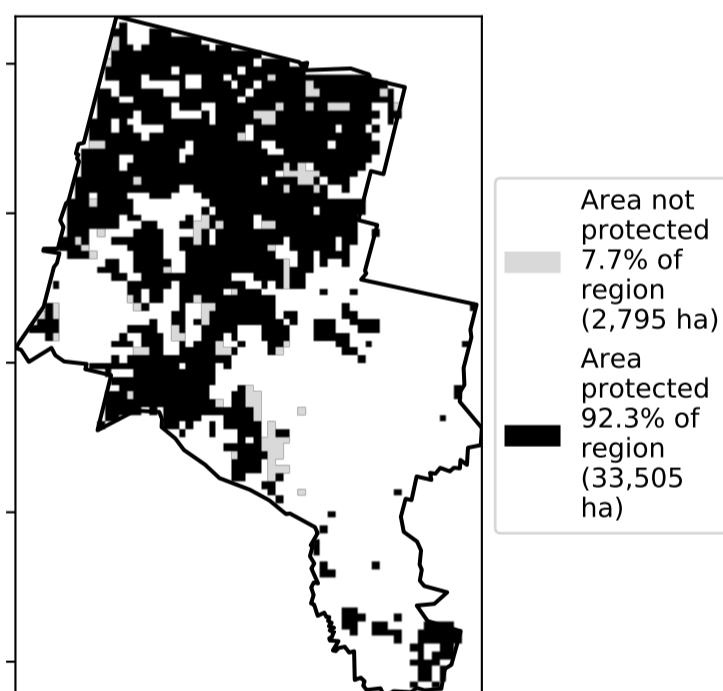 Area not
protected
7.7% of
region
(2,795 ha)
Area
protected
92.3% of
region
(33,505
ha)